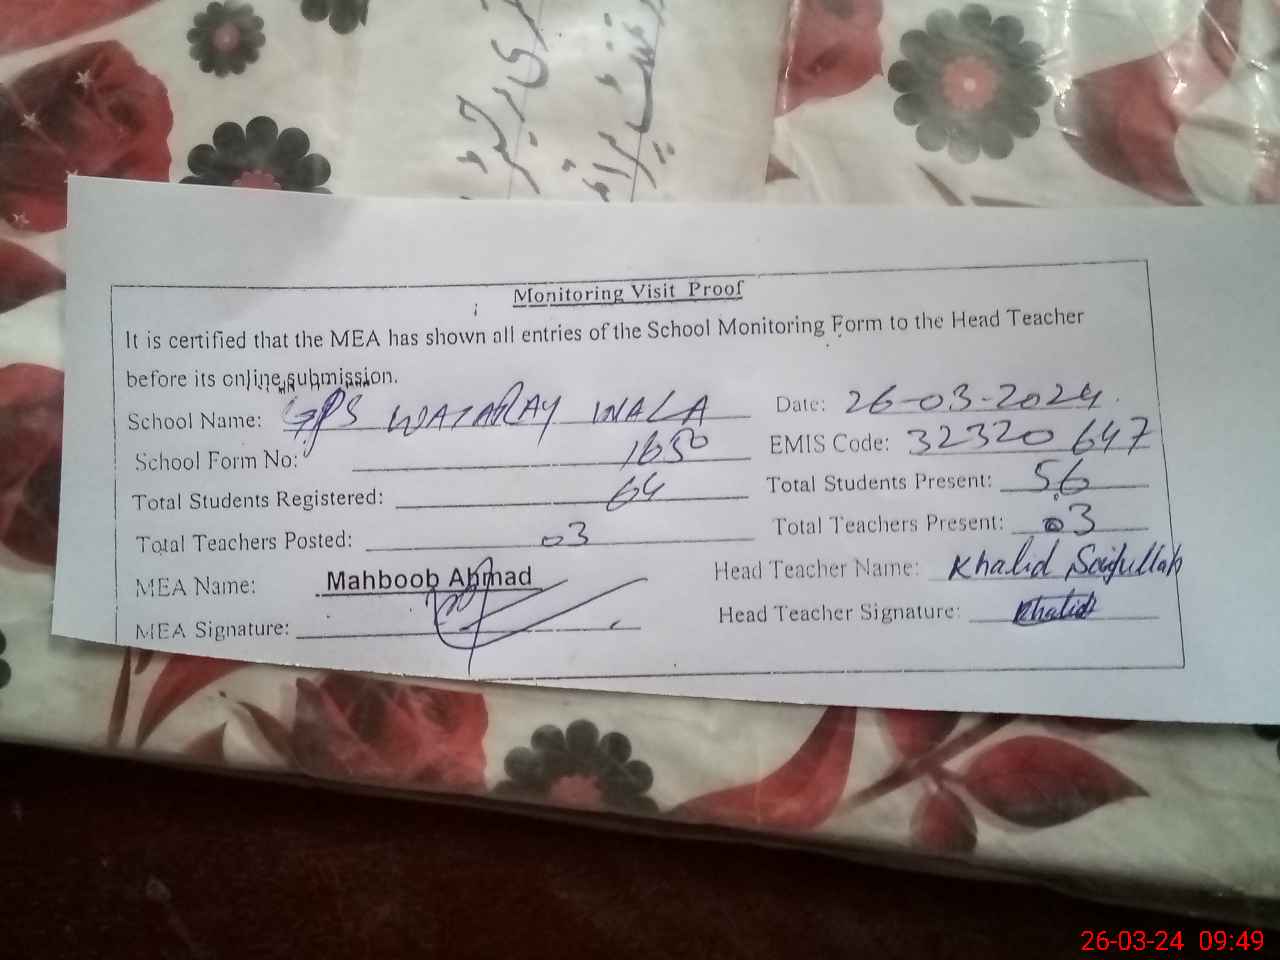 Monitoring Visit Proof
It is certified that the MEA has shown all entries of the School Monitoring Form to the Head Teacher
before its online submission.
School Name: GPS WATARAY WALA Date: 26-03-2024
School Form No: 1650 EMIS Code: 32320647
Total Students Registered: 64 Total Students Present: 56
Total Teachers Posted: 03 Total Teachers Present: 03
MEA Name: Mahboob Ahmad Head Teacher Name: Khalid Saifullah
MEA Signature: Head Teacher Signature: Khalid
26-03-24 09:49